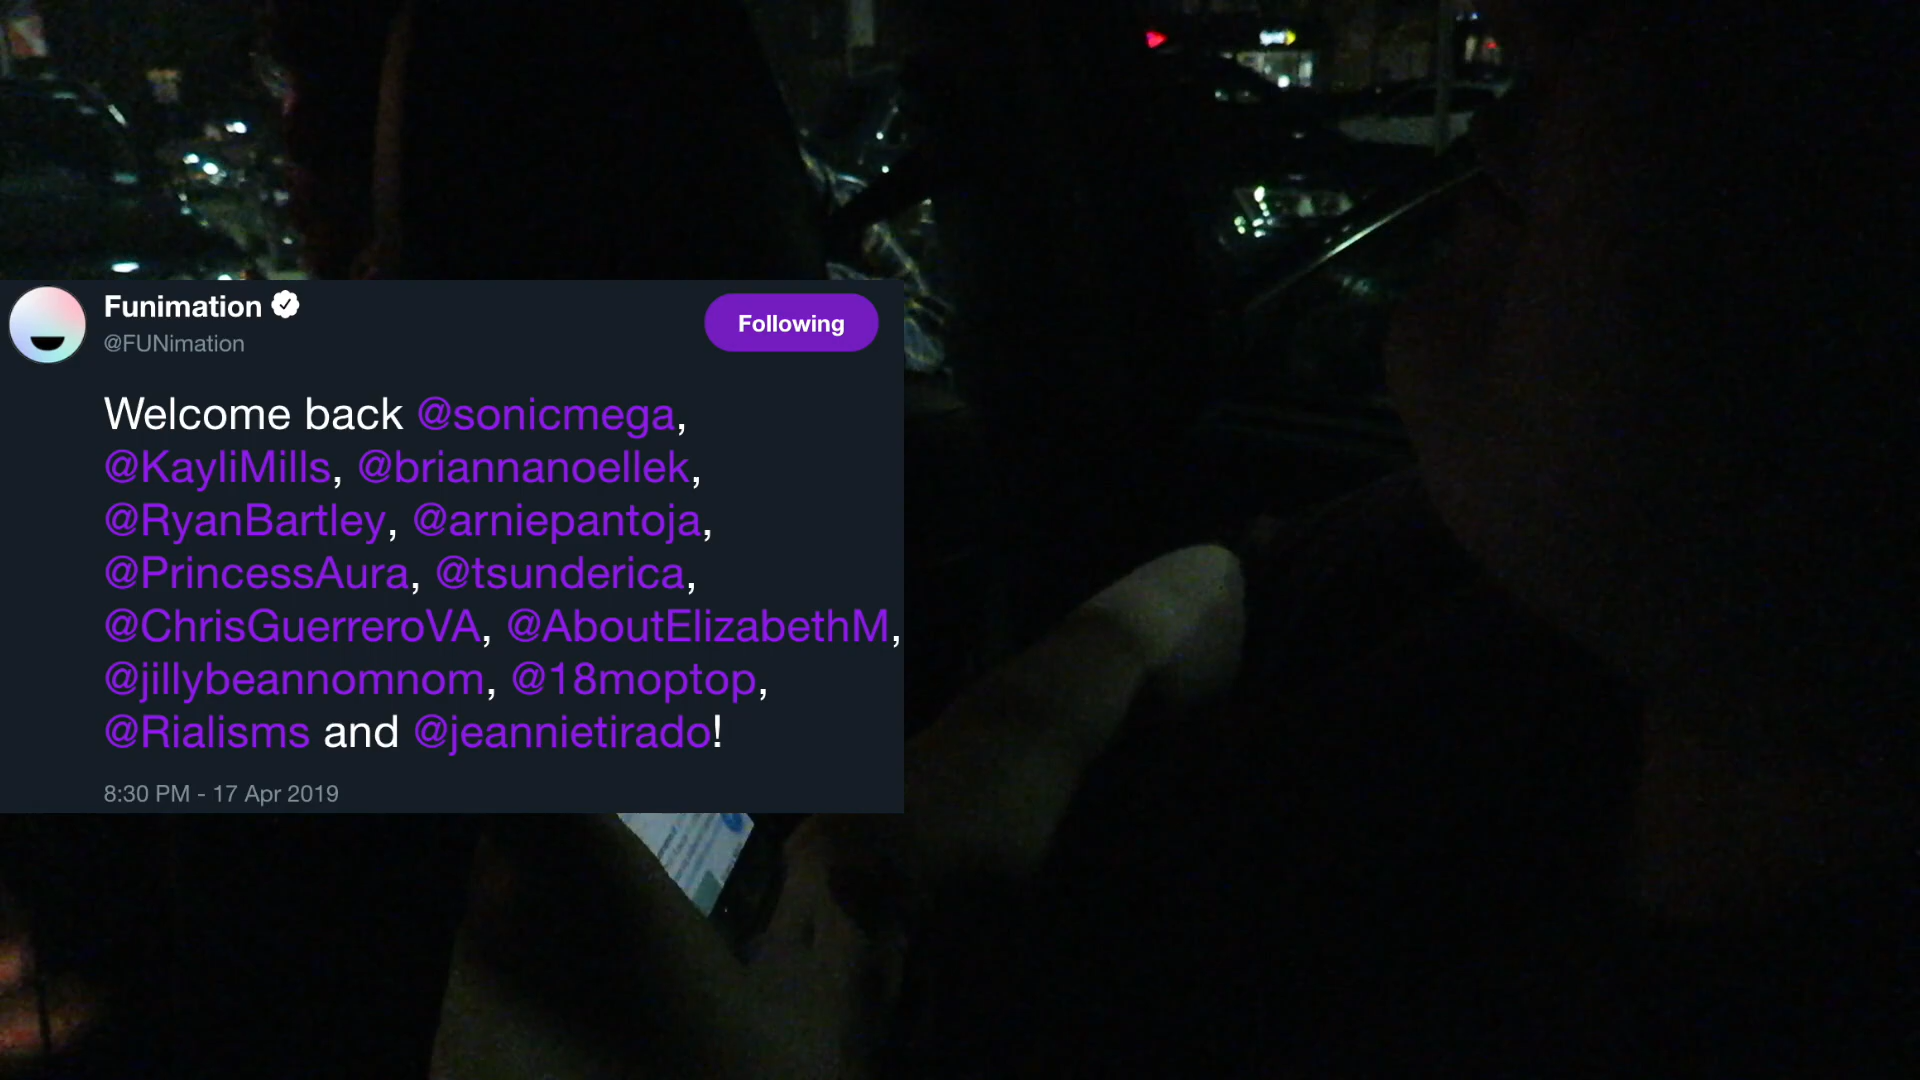 Funimation
@FUNimation
Following
Welcome back @sonicmega,
@KayliMills, @briannanoellek,
@RyanBartley, @arniepantoja,
@PrincessAura, @tsunderica,
@ChrisGuerreroVA, @AboutElizabethM,
@jillybeannomnom, @18moptop,
@Rialisms and @jeannietirado!
8:30 PM - 17 Apr 2019